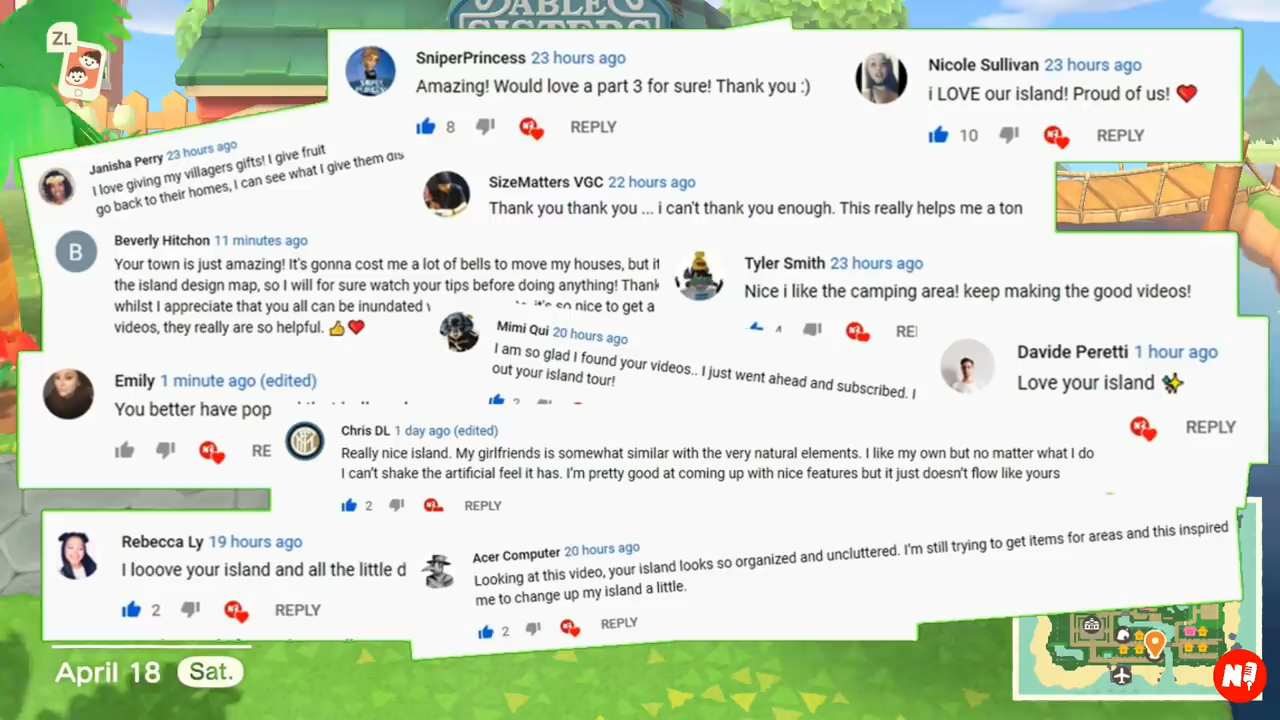 ABLE
SISTERS
ZL
SniperPrincess 23 hours ago
Amazing! Would love a part 3 for sure! Thank you :)
8 REPLY
Nicole Sullivan 23 hours ago
i LOVE our island! Proud of us! ❤️
10 REPLY
Janisha Perry 23 hours ago
I love giving my villagers gifts! I give fruit
go back to their homes, I can see what I give them dis
SizeMatters VGC 22 hours ago
Thank you thank you ... i can't thank you enough. This really helps me a ton
B
Beverly Hitchon 11 minutes ago
Your town is just amazing! It's gonna cost me a lot of bells to move my houses, but it
the island design map, so I will for sure watch your tips before doing anything! Thank
whilst I appreciate that you all can be inundated
it's so nice to get a
videos, they really are so helpful. 👍❤️
Tyler Smith 23 hours ago
Nice i like the camping area! keep making the good videos!
4 RE
Mimi Qui 20 hours ago
I am so glad I found your videos.. I just went ahead and subscribed. I
out your island tour!
2
Davide Peretti 1 hour ago
Love your island ✨
REPLY
Emily 1 minute ago (edited)
You better have pop
RE
Chris DL 1 day ago (edited)
Really nice island. My girlfriends is somewhat similar with the very natural elements. I like my own but no matter what I do
I can't shake the artificial feel it has. I'm pretty good at coming up with nice features but it just doesn't flow like yours
2 REPLY
Rebecca Ly 19 hours ago
I looove your island and all the little d
2 REPLY
Acer Computer 20 hours ago
Looking at this video, your island looks so organized and uncluttered. I'm still trying to get items for areas and this inspired
me to change up my island a little.
2 REPLY
April 18 Sat.
N